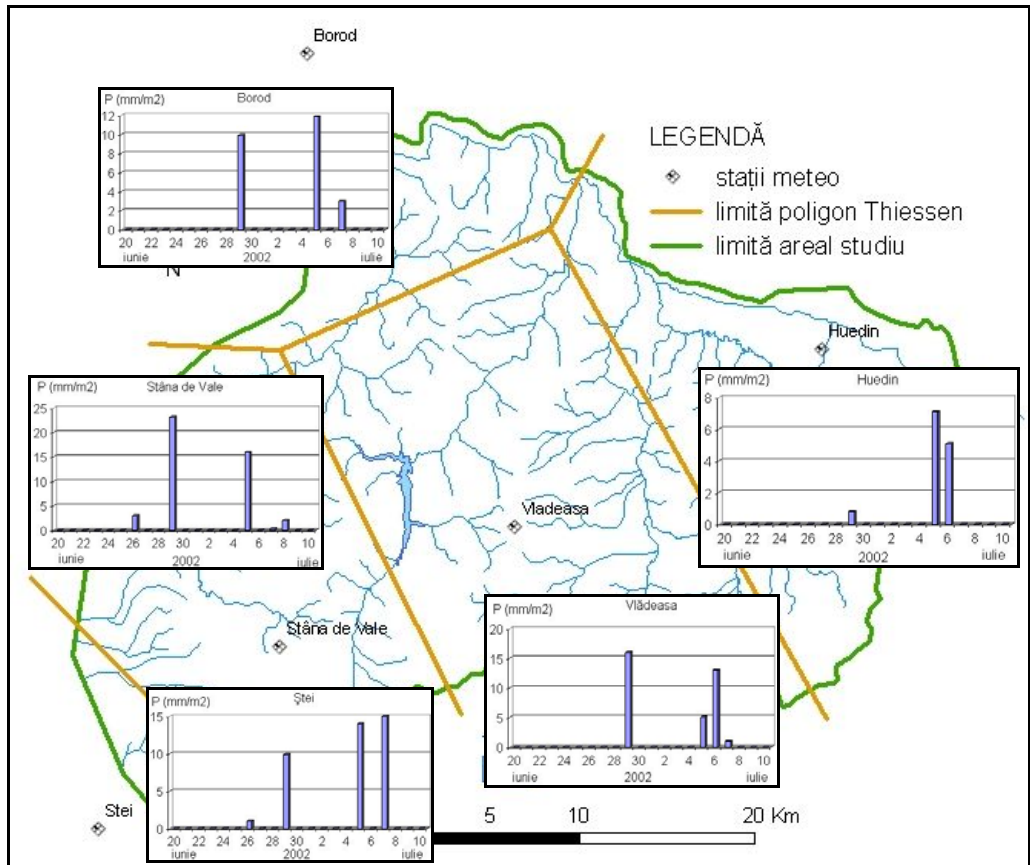 Borod
P (mm/m2) Borod
12
10
8
6
4
2
0
20 22 24 26 28 30 2 4 6 8 10
iunie 2002 iulie
N
LEGENDĂ
stații meteo
limită poligon Thiessen
limită areal studiu
Huedin
P (mm/m2) Stâna de Vale
25
20
15
10
5
0
20 22 24 26 28 30 2 4 6 8 10
iunie 2002 iulie
P (mm/m2) Huedin
8
6
4
2
0
20 22 24 26 28 30 2 4 6 8 10
iunie 2002 iulie
Vladeasa
Stâna de Vale
P (mm/m2) Vlădeasa
20
15
10
5
0
20 22 24 26 28 30 2 4 6 8 10
iunie 2002 iulie
P (mm/m2) Ștei
15
10
5
0
20 22 24 26 28 30 2 4 6 8 10
iunie 2002 iulie
Stei
5 10 20 Km